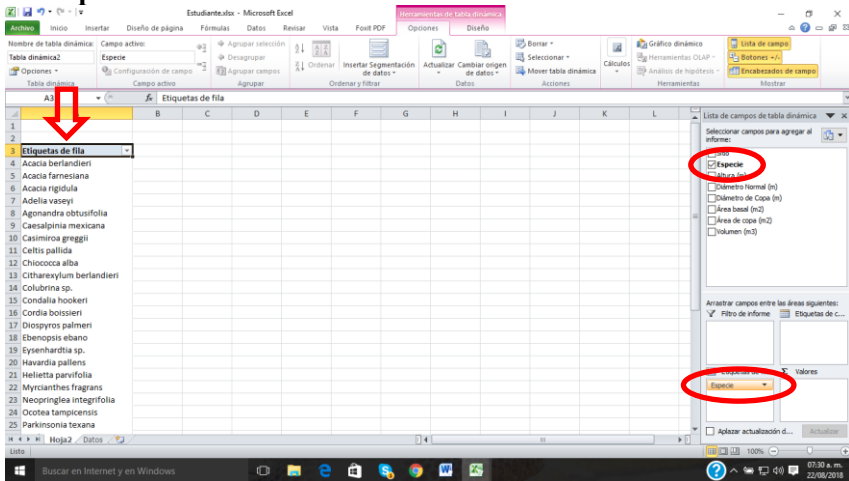 Estudiante.xlsx - Microsoft Excel
Herramientas de tabla dinámica
Archivo Inicio Insertar Diseño de página Fórmulas Datos Revisar Vista Foxit PDF Opciones Diseño
Nombre de tabla dinámica:
Tabla dinámica2
Opciones
Tabla dinámica
Campo activo:
Especie
Configuración de campo
Campo activo
Agrupar selección
Desagrupar
Agrupar campos
Agrupar
Ordenar
Insertar Segmentación
de datos
Ordenar y filtrar
Actualizar
Cambiar origen
de datos
Datos
Borrar
Seleccionar
Mover tabla dinámica
Acciones
Cálculos
Gráfico dinámico
Herramientas OLAP
Análisis de hipótesis
Herramientas
Lista de campo
Botones +/-
Encabezados de campo
Mostrar
A3 fx Etiquetas de fila
B C D E F G H I J K L
1
2
3 Etiquetas de fila
4 Acacia berlandieri
5 Acacia farnesiana
6 Acacia rigidula
7 Adelia vaseyi
8 Agonandra obtusifolia
9 Caesalpinia mexicana
10 Casimiroa greggii
11 Celtis pallida
12 Chiococca alba
13 Citharexylum berlandieri
14 Colubrina sp.
15 Condalia hookeri
16 Cordia boissieri
17 Diospyros palmeri
18 Ebenopsis ebano
19 Eysenhardtia sp.
20 Havardia pallens
21 Helietta parvifolia
22 Myrcianthes fragrans
23 Neopringlea integrifolia
24 Ocotea tampicensis
25 Parkinsonia texana
Lista de campos de tabla dinámica
Seleccionar campos para agregar al
informe:
Especie
Altura (m)
Diámetro Normal (m)
Diámetro de Copa (m)
Área basal (m2)
Área de copa (m2)
Volumen (m3)
Arrastrar campos entre las áreas siguientes:
Filtro de informe Etiquetas de c...
Σ Valores
Especie
Aplazar actualización d... Actualizar
Hoja2 Datos
Listo
100%
Buscar en Internet y en Windows
07:30 a. m.
22/08/2018